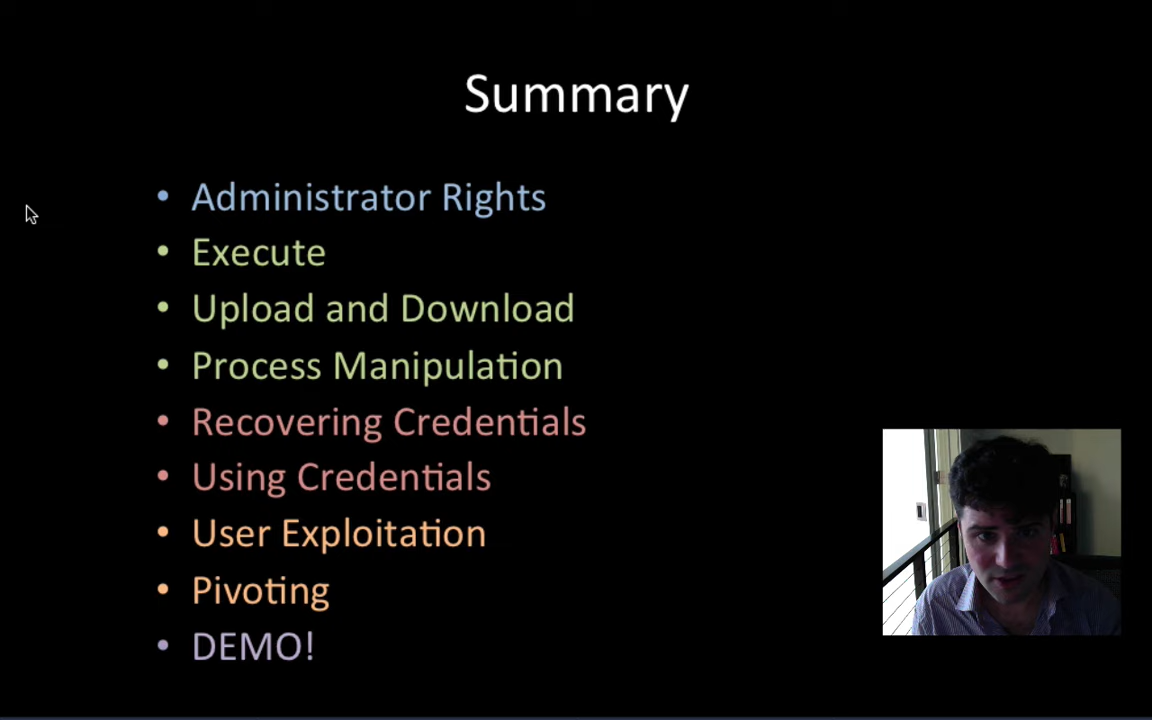 Summary
• Administrator Rights
• Execute
• Upload and Download
• Process Manipulation
• Recovering Credentials
• Using Credentials
• User Exploitation
• Pivoting
• DEMO!